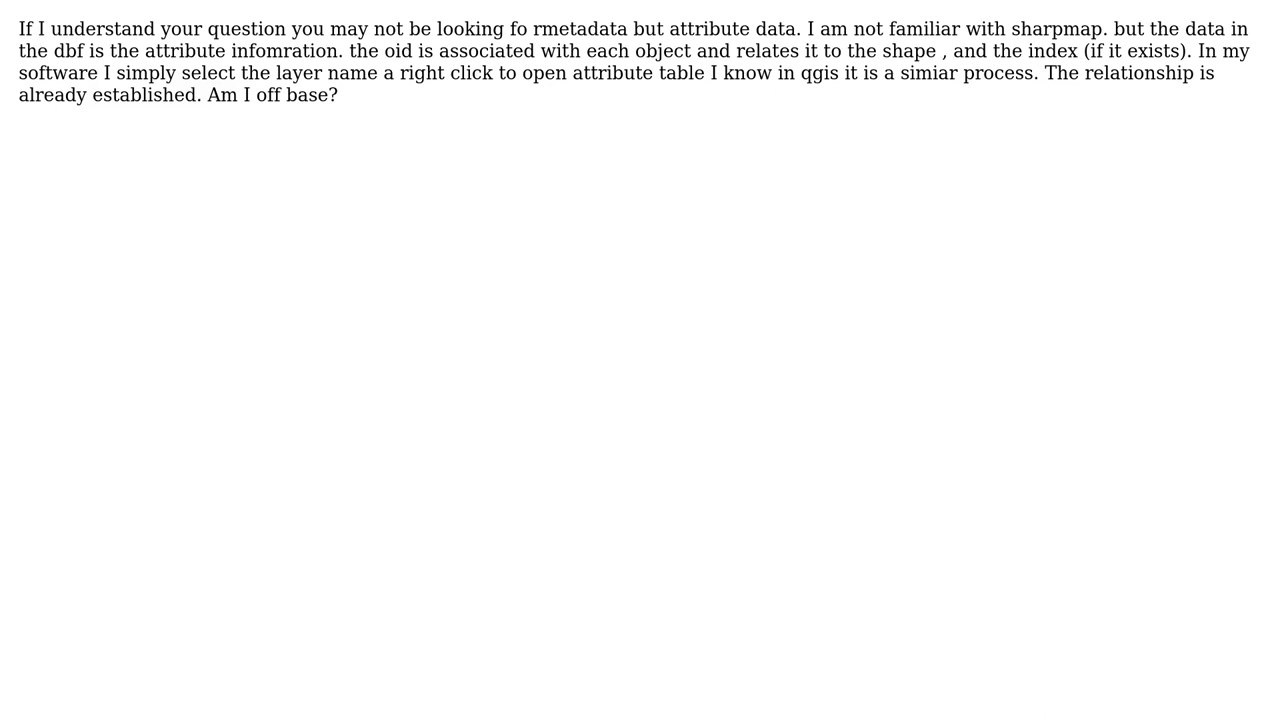 If I understand your question you may not be looking fo rmetadata but attribute data. I am not familiar with sharpmap. but the data in
the dbf is the attribute infomration. the oid is associated with each object and relates it to the shape , and the index (if it exists). In my
software I simply select the layer name a right click to open attribute table I know in qgis it is a simiar process. The relationship is
already established. Am I off base?